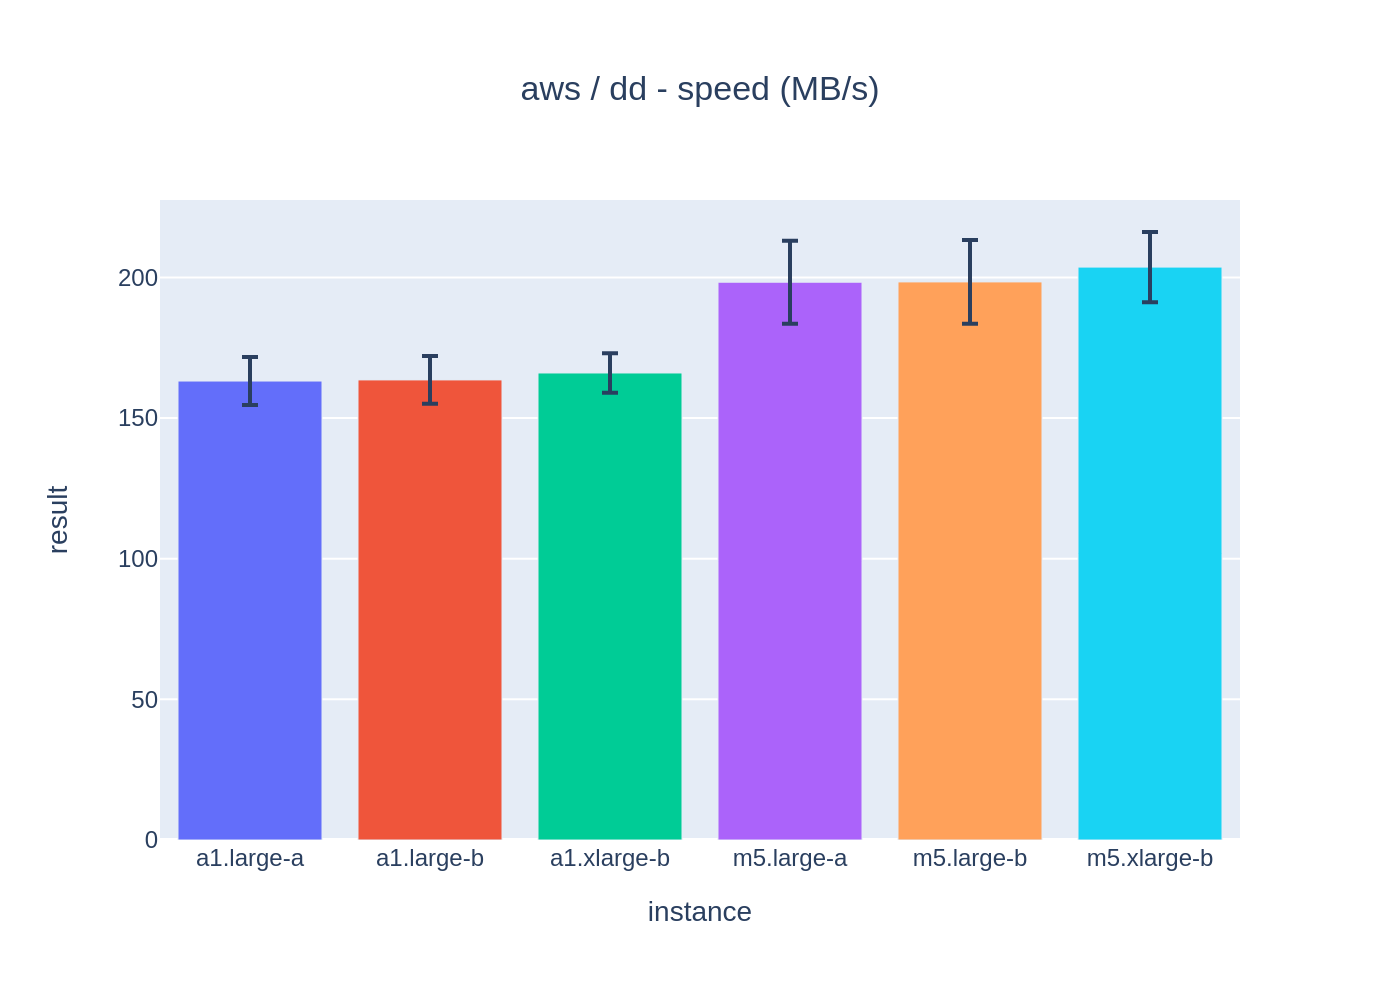 aws / dd - speed (MB/s)
200
150
100
50
0
result
a1.large-a
a1.large-b
a1.xlarge-b
m5.large-a
m5.large-b
m5.xlarge-b
instance